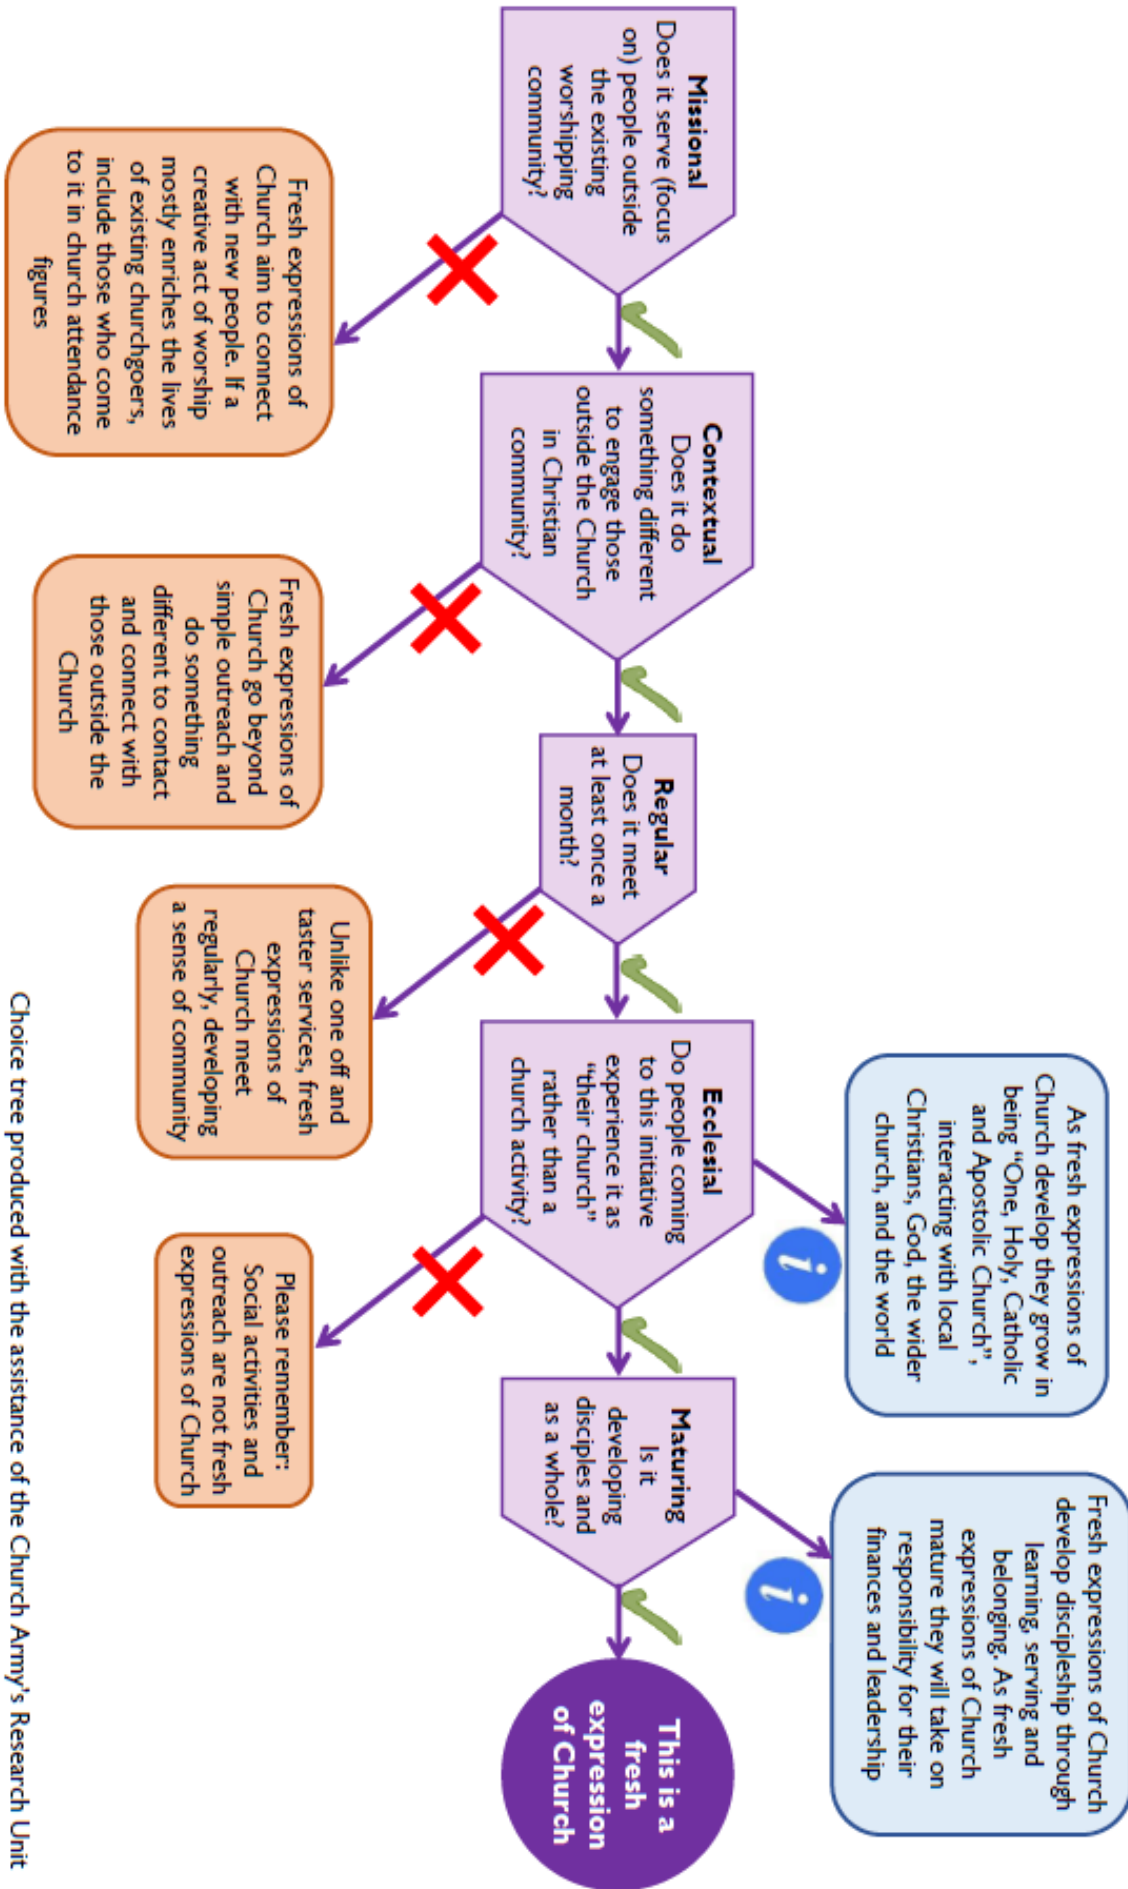 As fresh expressions of
Church develop they grow in
being “One, Holy, Catholic
and Apostolic Church”,
interacting with local
Christians, God, the wider
church, and the world
Fresh expressions of Church
develop discipleship through
learning, serving and
belonging. As fresh
expressions of Church
mature they will take on
responsibility for their
finances and leadership
i
i
Missional
Does it serve (focus
on) people outside
the existing
worshipping
community?
Contextual
Does it do
something different
to engage those
outside the Church
in Christian
community?
Regular
Does it meet
at least once a
month?
Ecclesial
Do people coming
to this initiative
experience it as
“their church”
rather than a
church activity?
Maturing
Is it
developing
disciples and
as a whole?
This is a
fresh
expression
of Church
Fresh expressions of
Church aim to connect
with new people. If a
creative act of worship
mostly enriches the lives
of existing churchgoers,
include those who come
to it in church attendance
figures
Fresh expressions of
Church go beyond
simple outreach and
do something
different to contact
and connect with
those outside the
Church
Unlike one off and
taster services, fresh
expressions of
Church meet
regularly, developing
a sense of community
Please remember:
Social activities and
outreach are not fresh
expressions of Church
Choice tree produced with the assistance of the Church Army's Research Unit